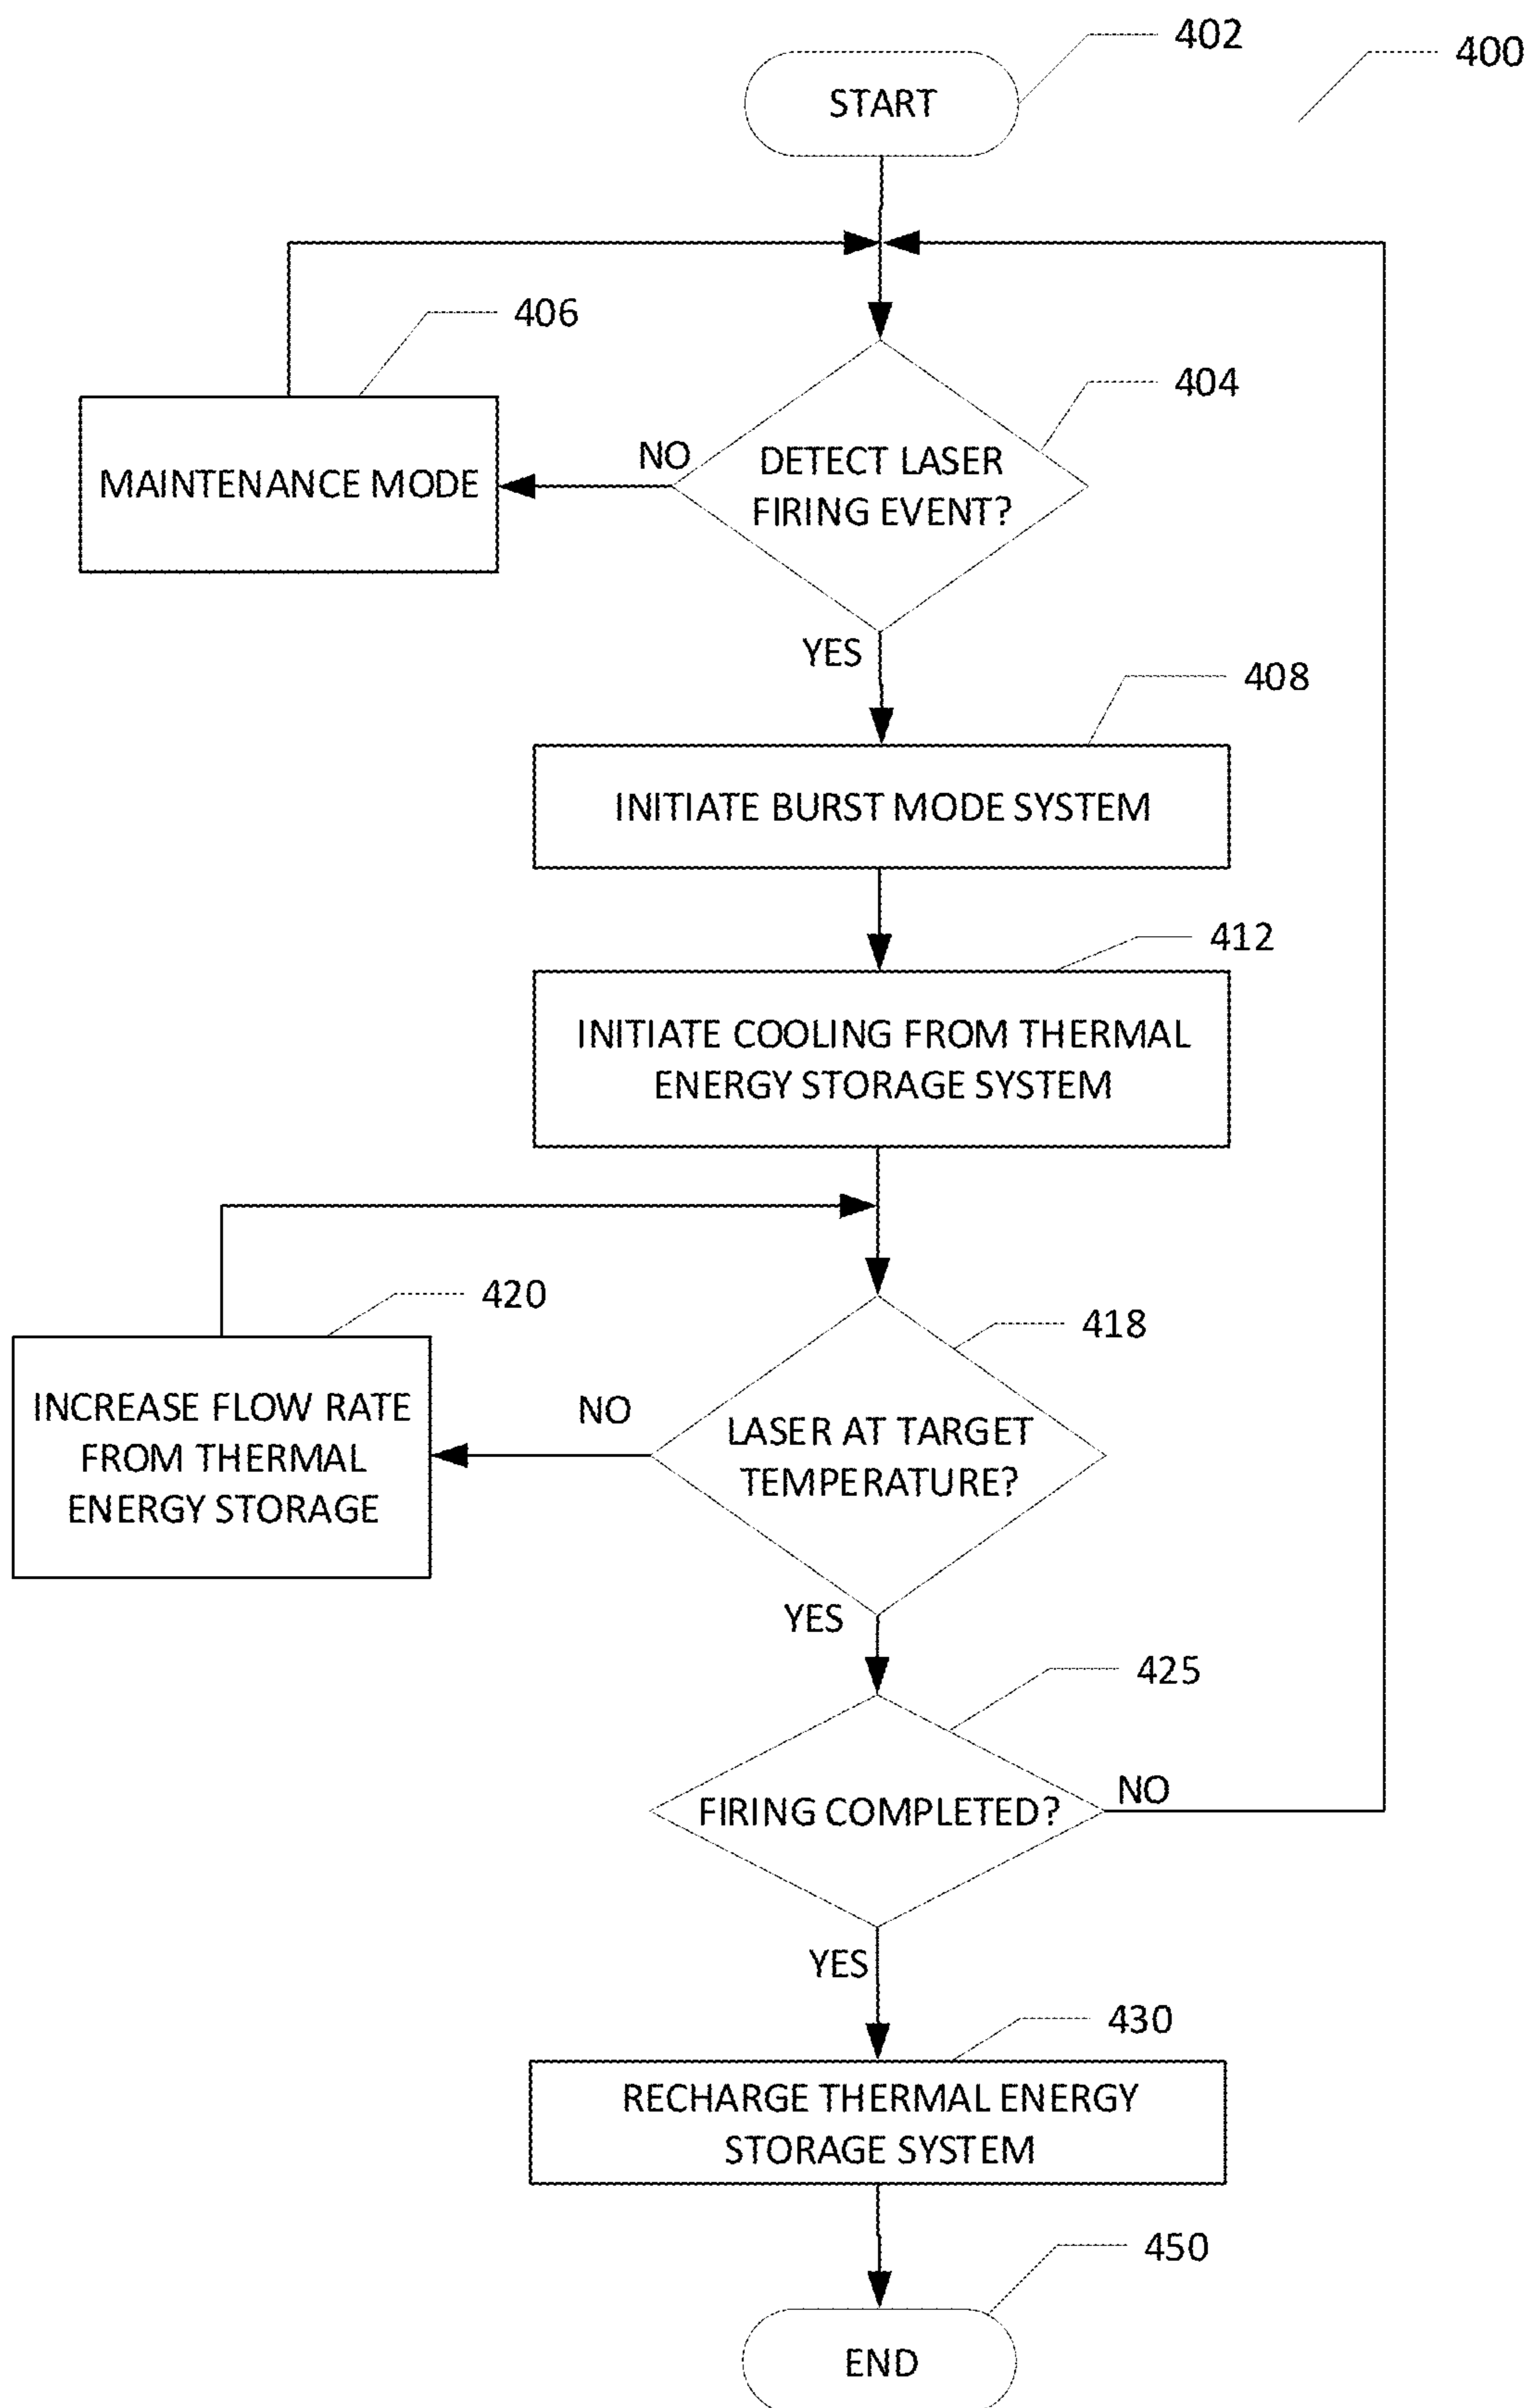 402
400
START
406
404
NO
DETECT LASER
FIRING EVENT?
MAINTENANCE MODE
YES
408
INITIATE BURST MODE SYSTEM
412
INITIATE COOLING FROM THERMAL
ENERGY STORAGE SYSTEM
420
418
INCREASE FLOW RATE
FROM THERMAL
ENERGY STORAGE
NO
LASER AT TARGET
TEMPERATURE?
YES
425
FIRING COMPLETED?
NO
YES
430
RECHARGE THERMAL ENERGY
STORAGE SYSTEM
450
END